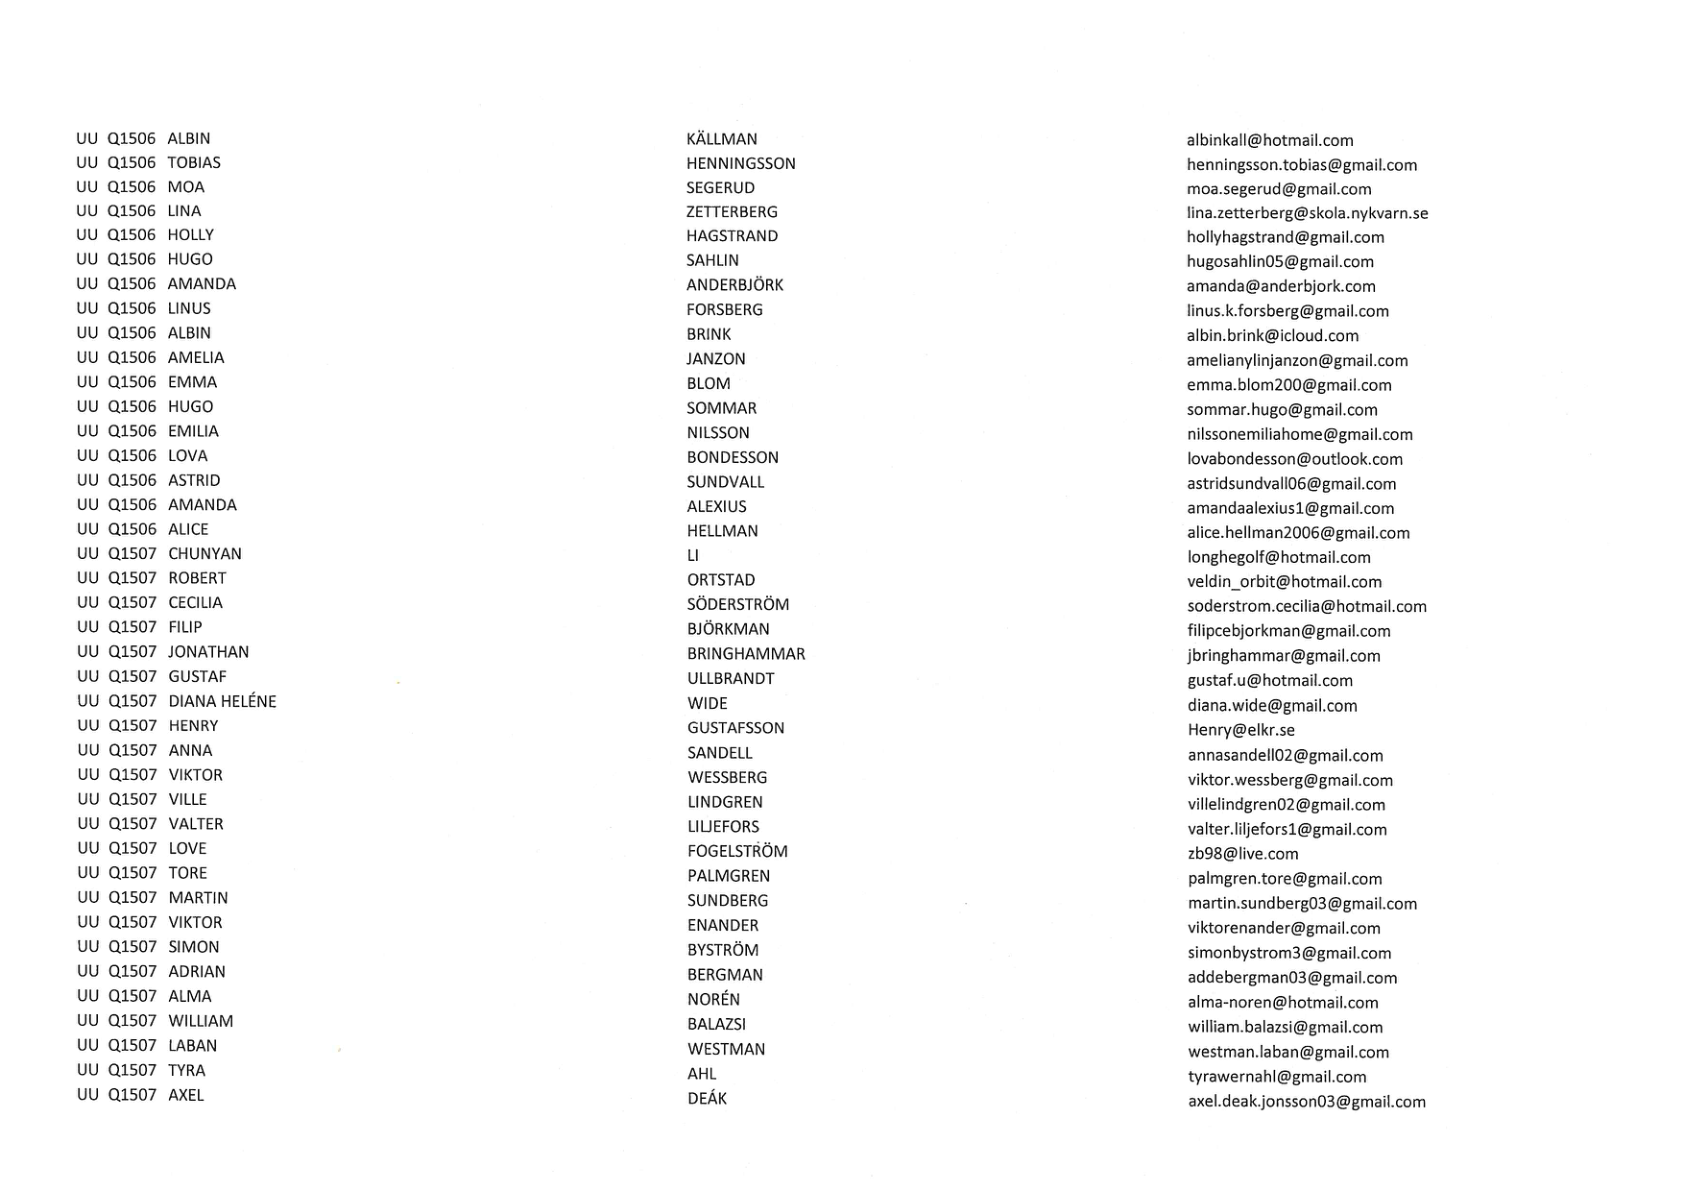 UU Q1506 ALBIN KÄLLMAN albinkall@hotmail.com
UU Q1506 TOBIAS HENNINGSSON henningsson.tobias@gmail.com
UU Q1506 MOA SEGERUD moa.segerud@gmail.com
UU Q1506 LINA ZETTERBERG lina.zetterberg@skola.nykvarn.se
UU Q1506 HOLLY HAGSTRAND hollyhagstrand@gmail.com
UU Q1506 HUGO SAHLIN hugosahlin05@gmail.com
UU Q1506 AMANDA ANDERBJÖRK amanda@anderbjork.com
UU Q1506 LINUS FORSBERG linus.k.forsberg@gmail.com
UU Q1506 ALBIN BRINK albin.brink@icloud.com
UU Q1506 AMELIA JANZON amelianylinjanzon@gmail.com
UU Q1506 EMMA BLOM emma.blom200@gmail.com
UU Q1506 HUGO SOMMAR sommar.hugo@gmail.com
UU Q1506 EMILIA NILSSON nilssonemiliahome@gmail.com
UU Q1506 LOVA BONDESSON lovabondesson@outlook.com
UU Q1506 ASTRID SUNDVALL astridsundvall06@gmail.com
UU Q1506 AMANDA ALEXIUS amandaalexius1@gmail.com
UU Q1506 ALICE HELLMAN alice.hellman2006@gmail.com
UU Q1507 CHUNYAN LI longhegolf@hotmail.com
UU Q1507 ROBERT ORTSTAD veldin_orbit@hotmail.com
UU Q1507 CECILIA SÖDERSTRÖM soderstrom.cecilia@hotmail.com
UU Q1507 FILIP BJÖRKMAN filipcebjorkman@gmail.com
UU Q1507 JONATHAN BRINGHAMMAR jbringhammar@gmail.com
UU Q1507 GUSTAF ULLBRANDT gustaf.u@hotmail.com
UU Q1507 DIANA HELÉNE WIDE diana.wide@gmail.com
UU Q1507 HENRY GUSTAFSSON Henry@elkr.se
UU Q1507 ANNA SANDELL annasandell02@gmail.com
UU Q1507 VIKTOR WESSBERG viktor.wessberg@gmail.com
UU Q1507 VILLE LINDGREN villelindgren02@gmail.com
UU Q1507 VALTER LILJEFORS valter.liljefors1@gmail.com
UU Q1507 LOVE FOGELSTRÖM zb98@live.com
UU Q1507 TORE PALMGREN palmgren.tore@gmail.com
UU Q1507 MARTIN SUNDBERG martin.sundberg03@gmail.com
UU Q1507 VIKTOR ENANDER viktorenander@gmail.com
UU Q1507 SIMON BYSTRÖM simonbystrom3@gmail.com
UU Q1507 ADRIAN BERGMAN addebergman03@gmail.com
UU Q1507 ALMA NORÉN alma-noren@hotmail.com
UU Q1507 WILLIAM BALAZSI william.balazsi@gmail.com
UU Q1507 LABAN WESTMAN westman.laban@gmail.com
UU Q1507 TYRA AHL tyrawernahl@gmail.com
UU Q1507 AXEL DEÁK axel.deak.jonsson03@gmail.com